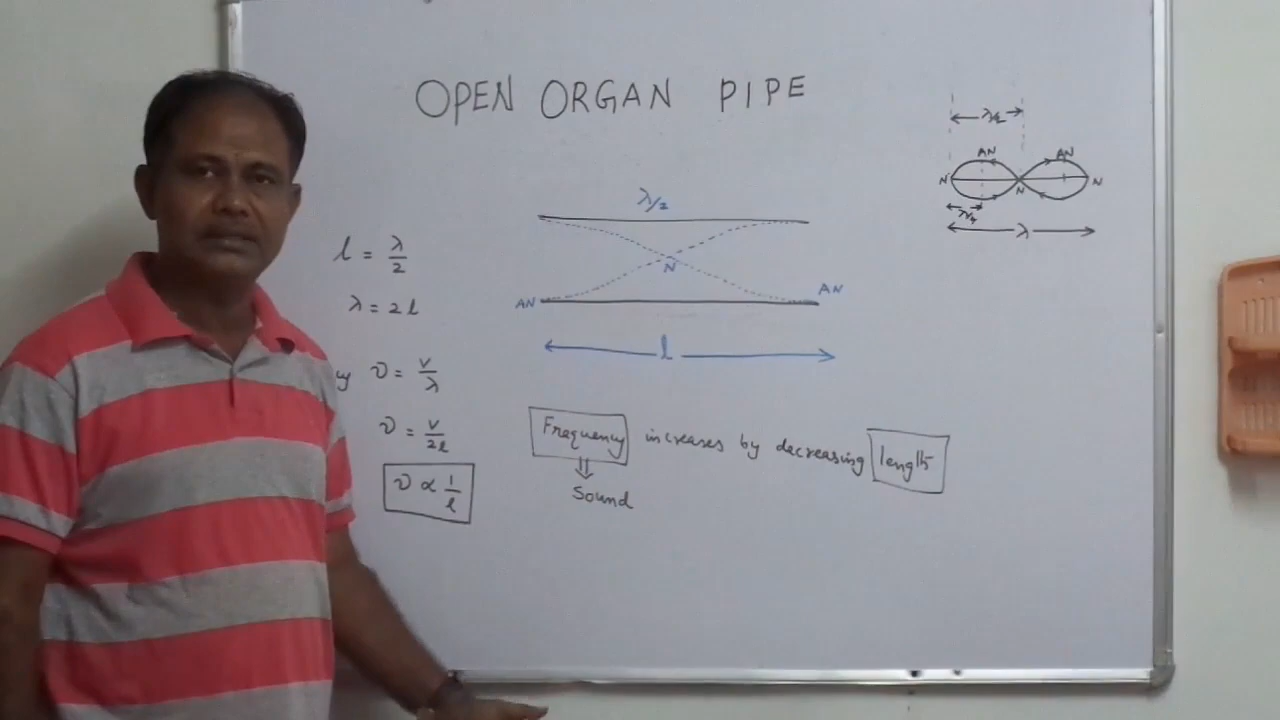 OPEN ORGAN PIPE
λ/2
l = λ/2
λ = 2l
ν = v/λ
ν = v/2l
ν ∝ 1/l
N
AN
AN
l
Frequency increases by decreasing length
⇓
Sound
λ/2
AN AN
N N N
λ/4
λ